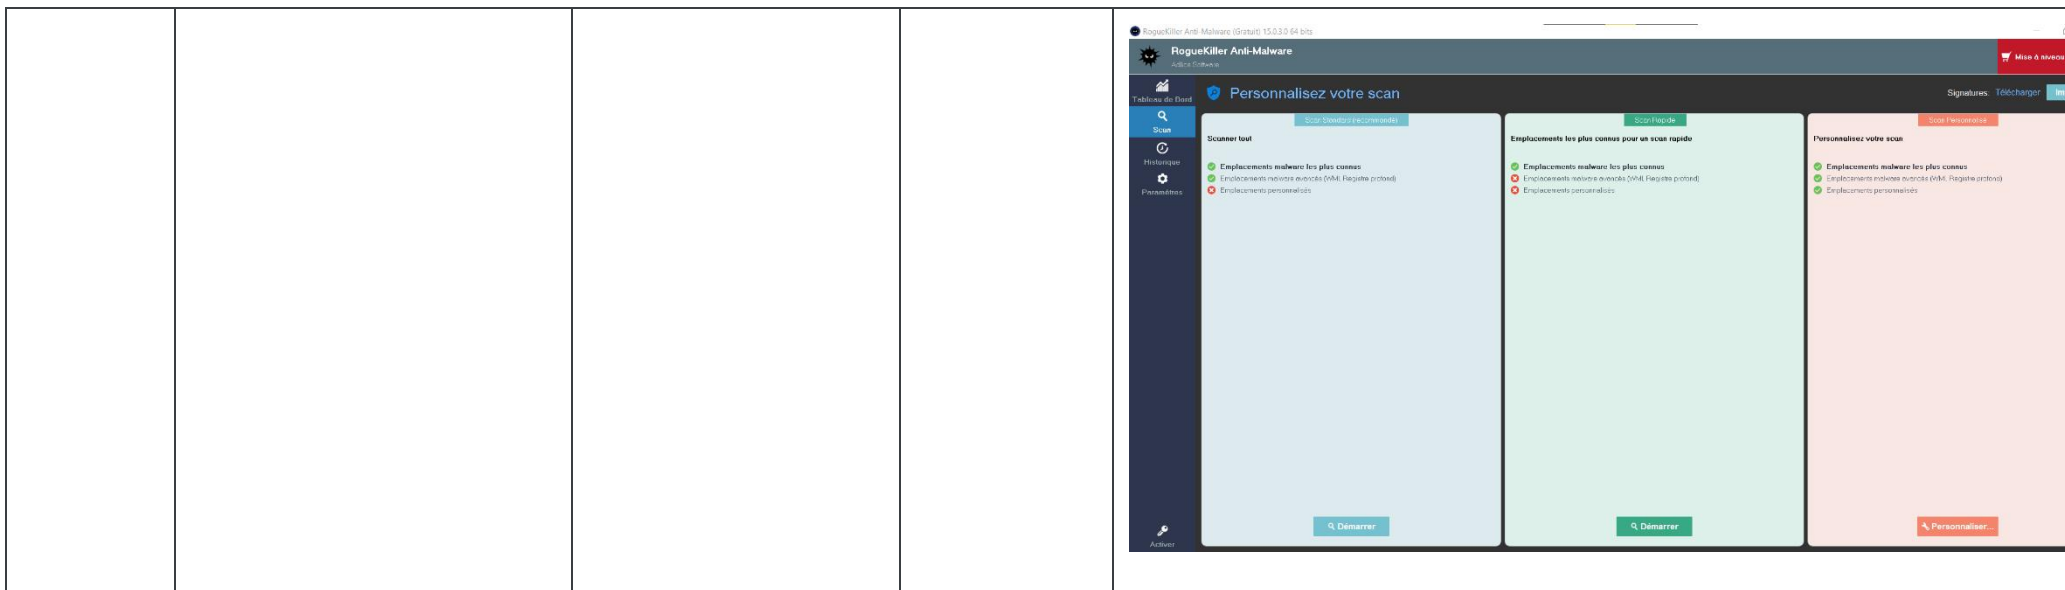 RogueKiller Anti-Malware (Gratuit) 15.0.3.0 64 bits
RogueKiller Anti-Malware
Adlice Software
Mise à niveau
Tableau de Bord
Scan
Historique
Paramètres
Activer
Personnalisez votre scan
Signatures: Télécharger Im
Scan Standard (recommandé)
Scanner tout
Emplacements malware les plus connus
Emplacements malware avancés (WMI, Registre profond)
Emplacements personnalisés
Démarrer
Scan Rapide
Emplacements les plus connus pour un scan rapide
Emplacements malware les plus connus
Emplacements malware avancés (WMI, Registre profond)
Emplacements personnalisés
Démarrer
Scan Personnalisé
Personnalisez votre scan
Emplacements malware les plus connus
Emplacements malware avancés (WMI, Registre profond)
Emplacements personnalisés
Personnaliser...